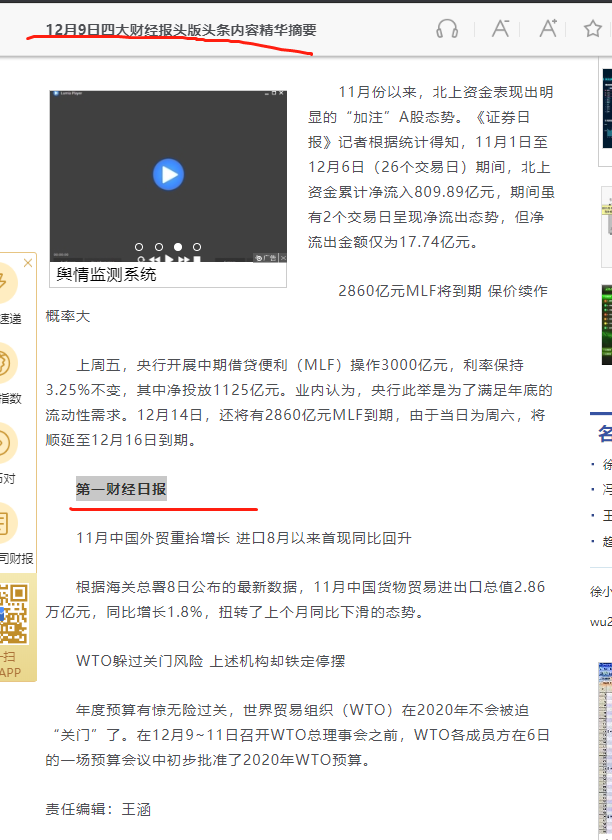 12月9日四大财经报头版头条内容精华摘要
11月份以来，北上资金表现出明
显的“加注”A股态势。《证券日
报》记者根据统计得知，11月1日至
12月6日（26个交易日）期间，北上
资金累计净流入809.89亿元，期间虽
有2个交易日呈现净流出态势，但净
流出金额仅为17.74亿元。
广告
舆情监测系统
2860亿元MLF将到期 保价续作
概率大
上周五，央行开展中期借贷便利（MLF）操作3000亿元，利率保持
3.25%不变，其中净投放1125亿元。业内认为，央行此举是为了满足年底的
流动性需求。12月14日，还将有2860亿元MLF到期，由于当日为周六，将
顺延至12月16日到期。
第一财经日报
11月中国外贸重拾增长 进口8月以来首现同比回升
根据海关总署8日公布的最新数据，11月中国货物贸易进出口总值2.86
万亿元，同比增长1.8%，扭转了上个月同比下滑的态势。
WTO躲过关门风险 上述机构却铁定停摆
年度预算有惊无险过关，世界贸易组织（WTO）在2020年不会被迫
“关门”了。在12月9~11日召开WTO总理事会之前，WTO各成员方在6日
的一场预算会议中初步批准了2020年WTO预算。
责任编辑：王涵
速递
指数
对
司财报
扫
APP
名
徐
冯
王
徐小
wu2